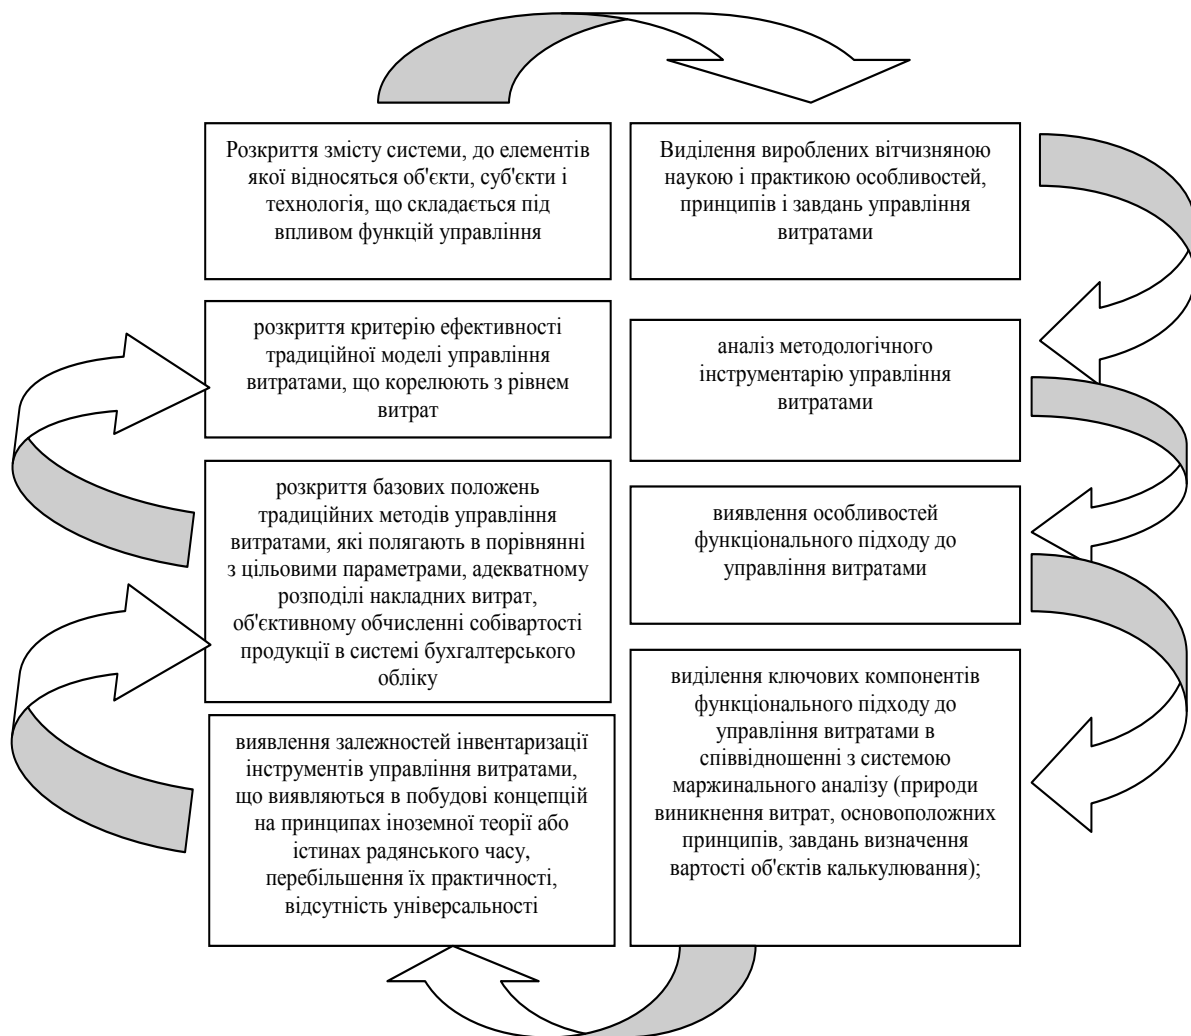 Розкриття змісту системи, до елементів
якої відносяться об'єкти, суб'єкти і
технологія, що складається під
впливом функцій управління
Виділення вироблених вітчизняною
наукою і практикою особливостей,
принципів і завдань управління
витратами
розкриття критерію ефективності
традиційної моделі управління
витратами, що корелюють з рівнем
витрат
аналіз методологічного
інструментарію управління
витратами
розкриття базових положень
традиційних методів управління
витратами, які полягають в порівнянні
з цільовими параметрами, адекватному
розподілі накладних витрат,
об'єктивному обчисленні собівартості
продукції в системі бухгалтерського
обліку
виявлення особливостей
функціонального підходу до
управління витратами
виявлення залежностей інвентаризації
інструментів управління витратами,
що виявляються в побудові концепцій
на принципах іноземної теорії або
істинах радянського часу,
перебільшення їх практичності,
відсутність універсальності
виділення ключових компонентів
функціонального підходу до
управління витратами в
співвідношенні з системою
маржинального аналізу (природи
виникнення витрат, основоположних
принципів, завдань визначення
вартості об'єктів калькулювання);